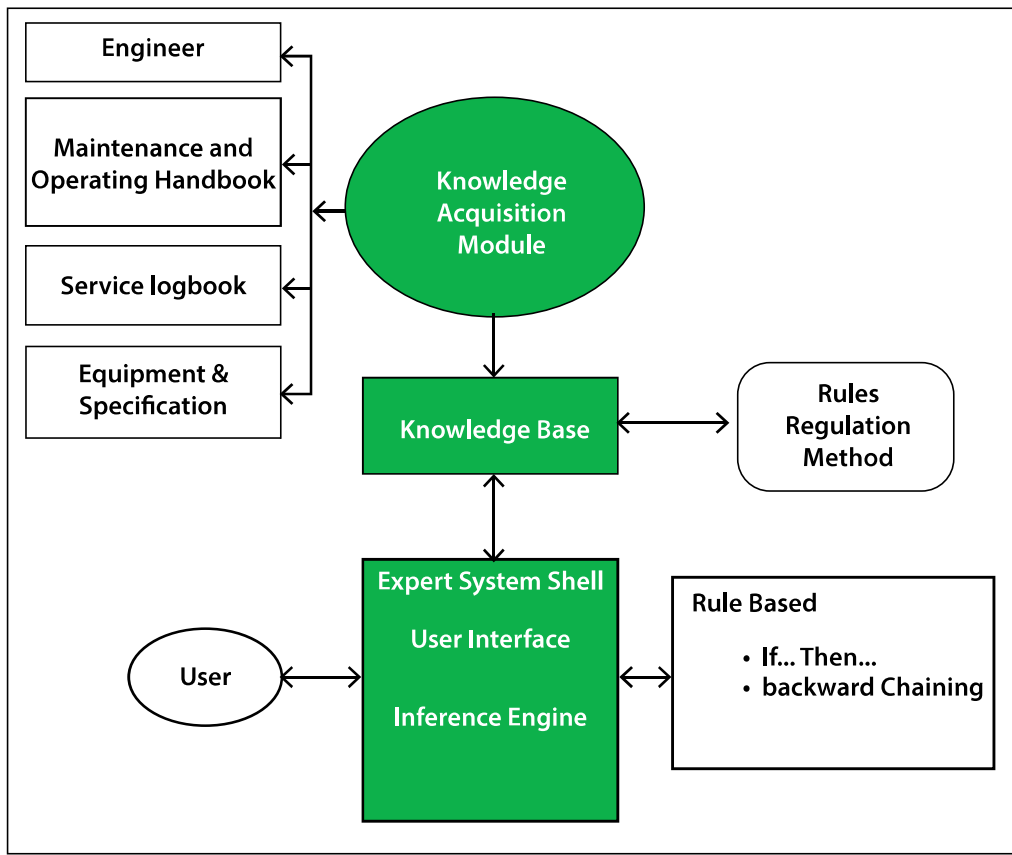 Engineer
Maintenance and
Operating Handbook
Service logbook
Equipment &
Specification
Knowledge
Acquisition
Module
Knowledge Base
Rules
Regulation
Method
Expert System Shell
User Interface
Inference Engine
User
Rule Based
• If... Then...
• backward Chaining